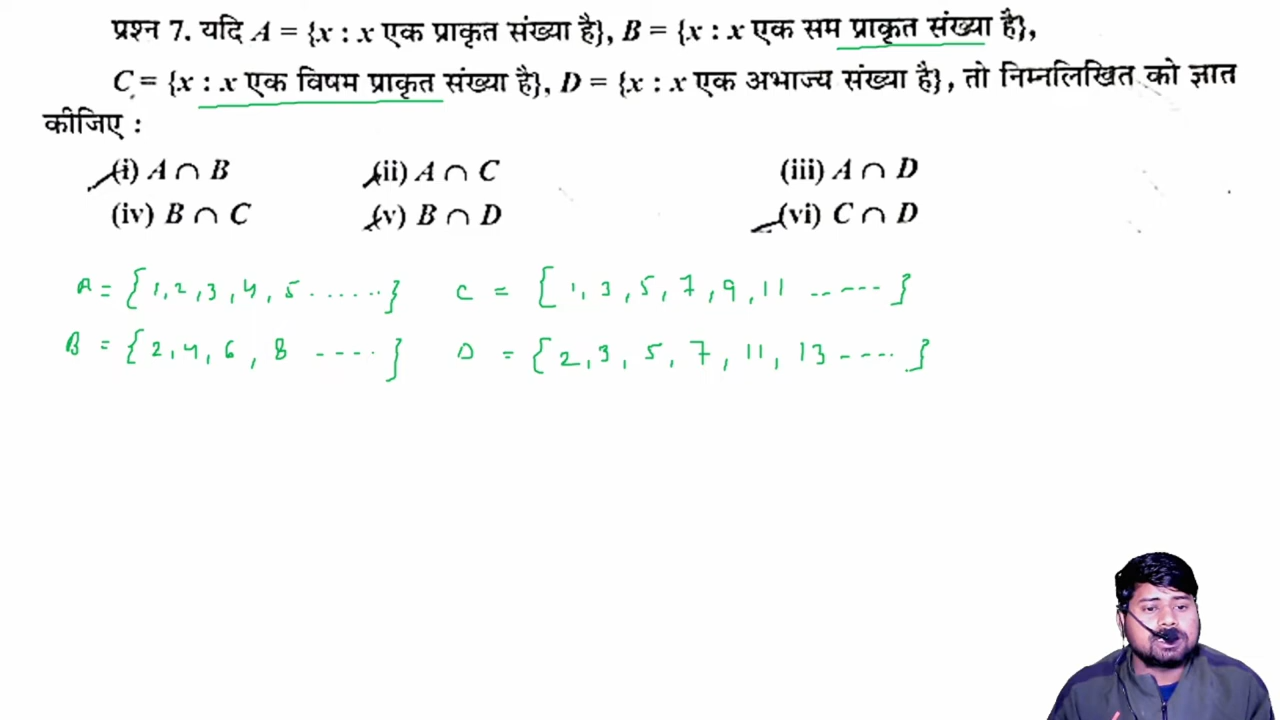 प्रश्न 7. यदि A = {x : x एक प्राकृत संख्या है}, B = {x : x एक सम प्राकृत संख्या है},
C = {x : x एक विषम प्राकृत संख्या है}, D = {x : x एक अभाज्य संख्या है}, तो निम्नलिखित को ज्ञात
कीजिए :
(i) A ∩ B (ii) A ∩ C (iii) A ∩ D
(iv) B ∩ C (v) B ∩ D (vi) C ∩ D
A = {1,2,3,4,5.......} C = {1,3,5,7,9,11 ......}
B = {2,4,6,8 .....} D = {2,3,5,7,11,13.....}